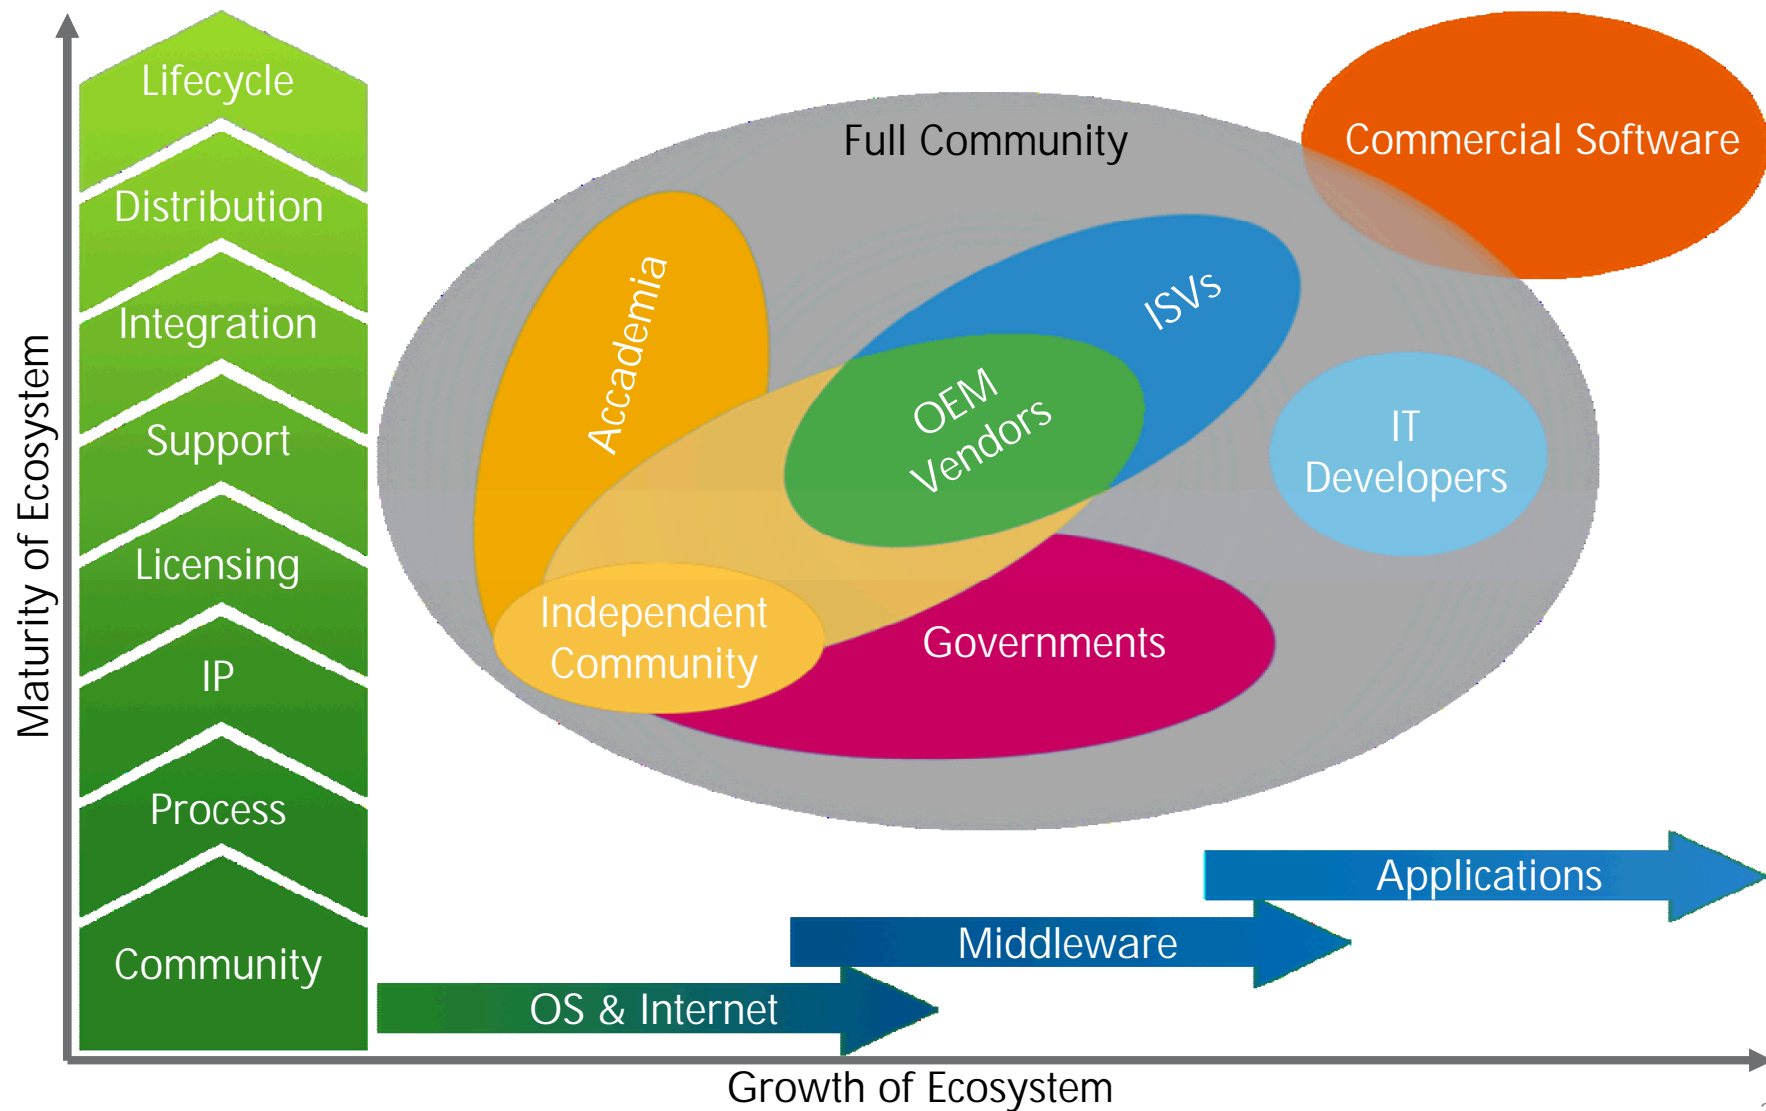 Maturity of Ecosystem
Lifecycle
Distribution
Integration
Support
Licensing
IP
Process
Community
Full Community
Commercial Software
Accademia
ISVs
OEM
Vendors
IT
Developers
Independent
Community
Governments
Applications
Middleware
OS & Internet
Growth of Ecosystem